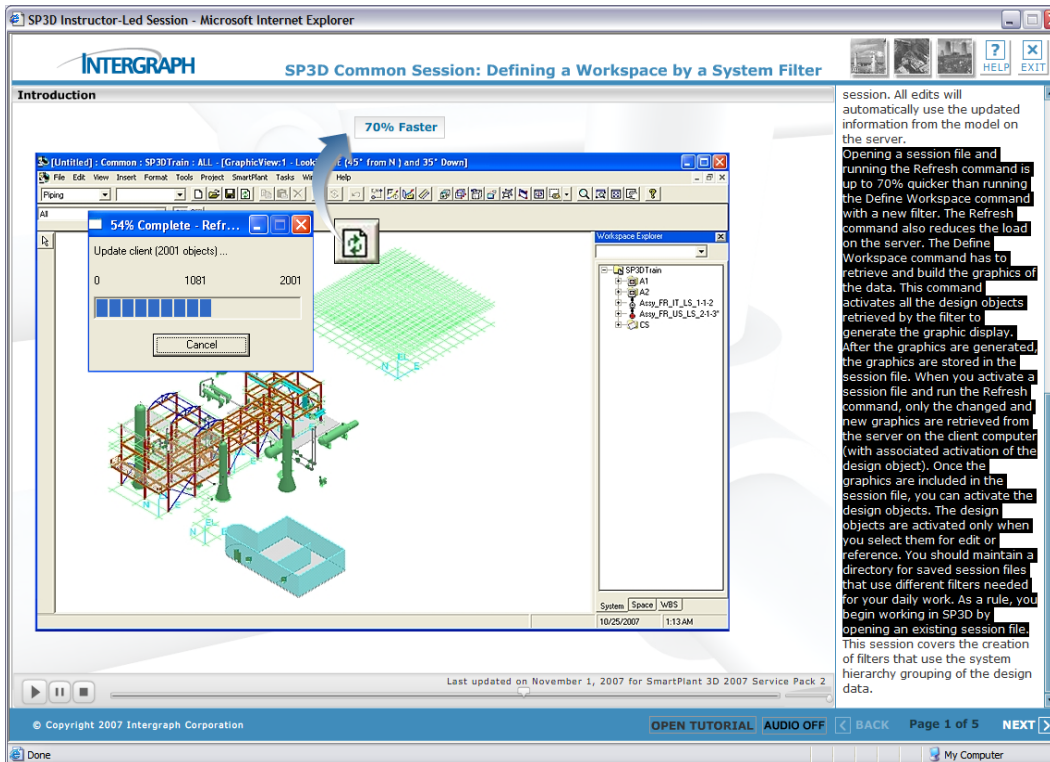 SP3D Instructor-Led Session - Microsoft Internet Explorer
INTERGRAPH
SP3D Common Session: Defining a Workspace by a System Filter
HELP
EXIT
Introduction
70% Faster
File Edit View Insert Format Tools Project SmartPlant Tasks
Help
Piping
All
54% Complete - Refr...
Update client (2001 objects) ...
0 1081 2001
Cancel
Workspace Explorer
SP3DTrain
A1
A2
Assy_FR_IT_LS_1-1-2
Assy_FR_US_LS_2-1-3"
CS
System Space WBS
10/25/2007 1:13 AM
EL
N
E
session. All edits will
automatically use the updated
information from the model on
the server.
Opening a session file and
running the Refresh command is
up to 70% quicker than running
the Define Workspace command
with a new filter. The Refresh
command also reduces the load
on the server. The Define
Workspace command has to
retrieve and build the graphics of
the data. This command
activates all the design objects
retrieved by the filter to
generate the graphic display.
After the graphics are generated,
the graphics are stored in the
session file. When you activate a
session file and run the Refresh
command, only the changed and
new graphics are retrieved from
the server on the client computer
(with associated activation of the
design object). Once the
graphics are included in the
session file, you can activate the
design objects. The design
objects are activated only when
you select them for edit or
reference. You should maintain a
directory for saved session files
that use different filters needed
for your daily work. As a rule, you
begin working in SP3D by
opening an existing session file.
This session covers the creation
of filters that use the system
hierarchy grouping of the design
data.
Last updated on November 1, 2007 for SmartPlant 3D 2007 Service Pack 2
© Copyright 2007 Intergraph Corporation
OPEN TUTORIAL
AUDIO OFF
BACK
Page 1 of 5
NEXT
Done
My Computer